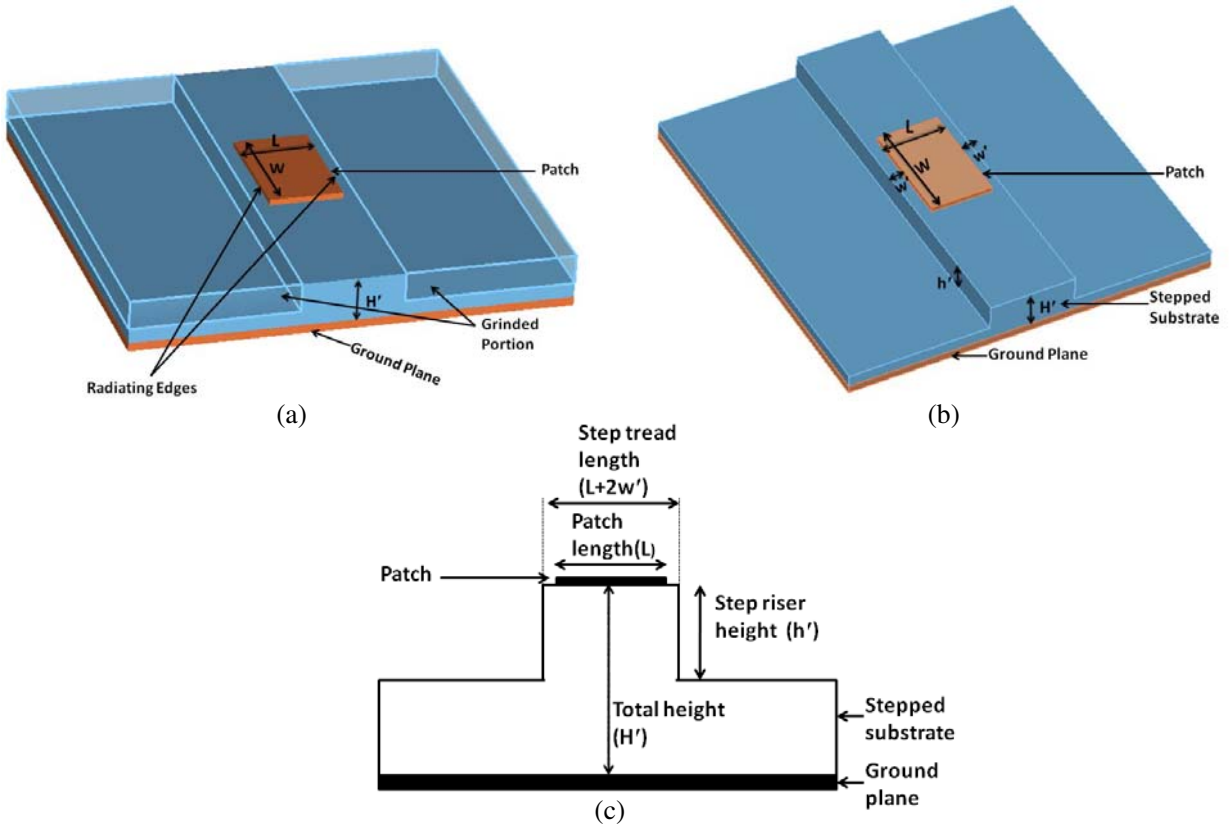 L
W
Patch
H'
Grinded
Portion
Ground Plane
Radiating Edges
(a)
L
W
w'
w'
Patch
h'
H'
Stepped
Substrate
Ground Plane
(b)
Step tread
length
(L+2w')
Patch
length(L)
Patch
Step riser
height (h')
Total height
(H')
Stepped
substrate
Ground
plane
(c)